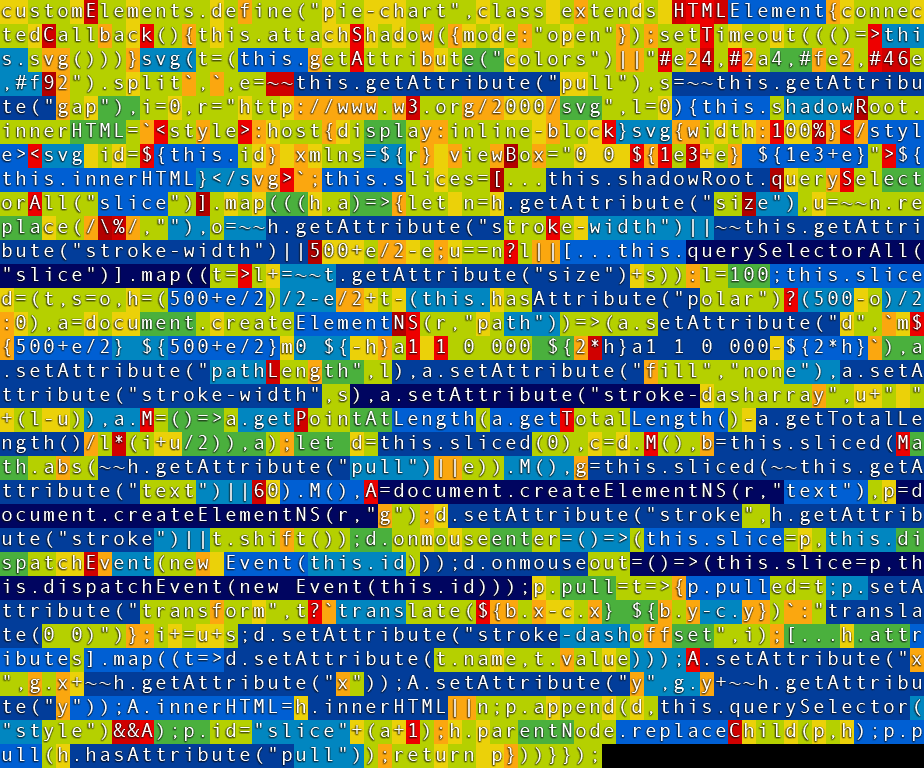 customElements.define("pie-chart",class extends HTMLElement{connec
tedCallback(){this.attachShadow({mode:"open"});setTimeout((()=>thi
s.svg()))}svg(t=(this.getAttribute("colors")||"#e24,#2a4,#fe2,#46e
,#f92").split`,`,e=~~this.getAttribute("pull"),s=~~this.getAttribu
te("gap"),i=0,r="http://www.w3.org/2000/svg",l=0){this.shadowRoot.
innerHTML=`<style>:host{display:inline-block}svg{width:100%}</styl
e><svg id=${this.id} xmlns=${r} viewBox="0 0 ${1e3+e} ${1e3+e}">${
this.innerHTML}</svg>`;this.slices=[...this.shadowRoot.querySelect
orAll("slice")].map(((h,a)=>{let n=h.getAttribute("size"),u=~~n.re
place(/\%/,""),o=~~h.getAttribute("stroke-width")||~~this.getAttri
bute("stroke-width")||500+e/2-e;u==n?l||[...this.querySelectorAll(
"slice")].map((t=>l+=~~t.getAttribute("size")+s)):l=100;this.slice
d=(t,s=o,h=(500+e/2)/2-e/2+t-(this.hasAttribute("polar")?(500-o)/2
:0),a=document.createElementNS(r,"path"))=>(a.setAttribute("d",`m$
{500+e/2} ${500+e/2}m0 ${-h}a1 1 0 000 ${2*h}a1 1 0 000-${2*h}`),a
.setAttribute("pathLength",l),a.setAttribute("fill","none"),a.setA
ttribute("stroke-width",s),a.setAttribute("stroke-dasharray",u+" "
+(l-u)),a.M=()=>a.getPointAtLength(a.getTotalLength()-a.getTotalLe
ngth()/l*(i+u/2)),a);let d=this.sliced(0),c=d.M(),b=this.sliced(Ma
th.abs(~~h.getAttribute("pull")||e)).M(),g=this.sliced(~~this.getA
ttribute("text")||60).M(),A=document.createElementNS(r,"text"),p=d
ocument.createElementNS(r,"g");d.setAttribute("stroke",h.getAttrib
ute("stroke")||t.shift());d.onmouseenter=()=>(this.slice=p,this.di
spatchEvent(new Event(this.id)));d.onmouseout=()=>(this.slice=p,th
is.dispatchEvent(new Event(this.id)));p.pull=t=>{p.pulled=t;p.setA
ttribute("transform",t?`translate(${b.x-c.x} ${b.y-c.y})`:"transla
te(0 0)")};i+=u+s;d.setAttribute("stroke-dashoffset",i);[...h.attr
ibutes].map((t=>d.setAttribute(t.name,t.value)));A.setAttribute("x
",g.x+~~h.getAttribute("x"));A.setAttribute("y",g.y+~~h.getAttribu
te("y"));A.innerHTML=h.innerHTML||n;p.append(d,this.querySelector(
"style")&&A);p.id="slice"+(a+1);h.parentNode.replaceChild(p,h);p.p
ull(h.hasAttribute("pull"));return p}))}});